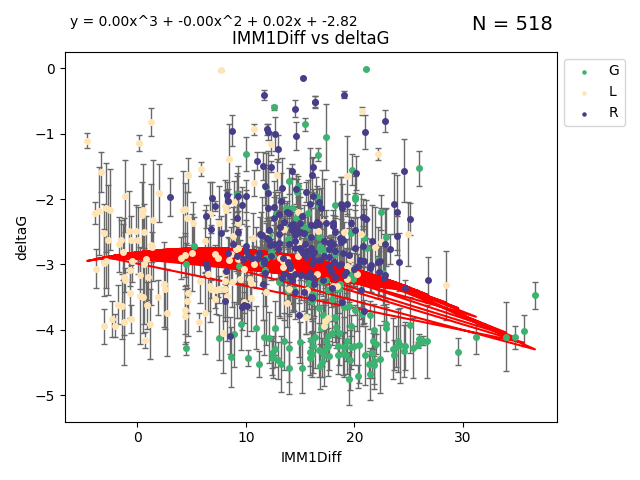 y = 0.00x^3 + -0.00x^2 + 0.02x + -2.82
N = 518
IMM1Diff vs deltaG
G
L
R
deltaG
0
−1
−2
−3
−4
−5
0 10 20 30
IMM1Diff